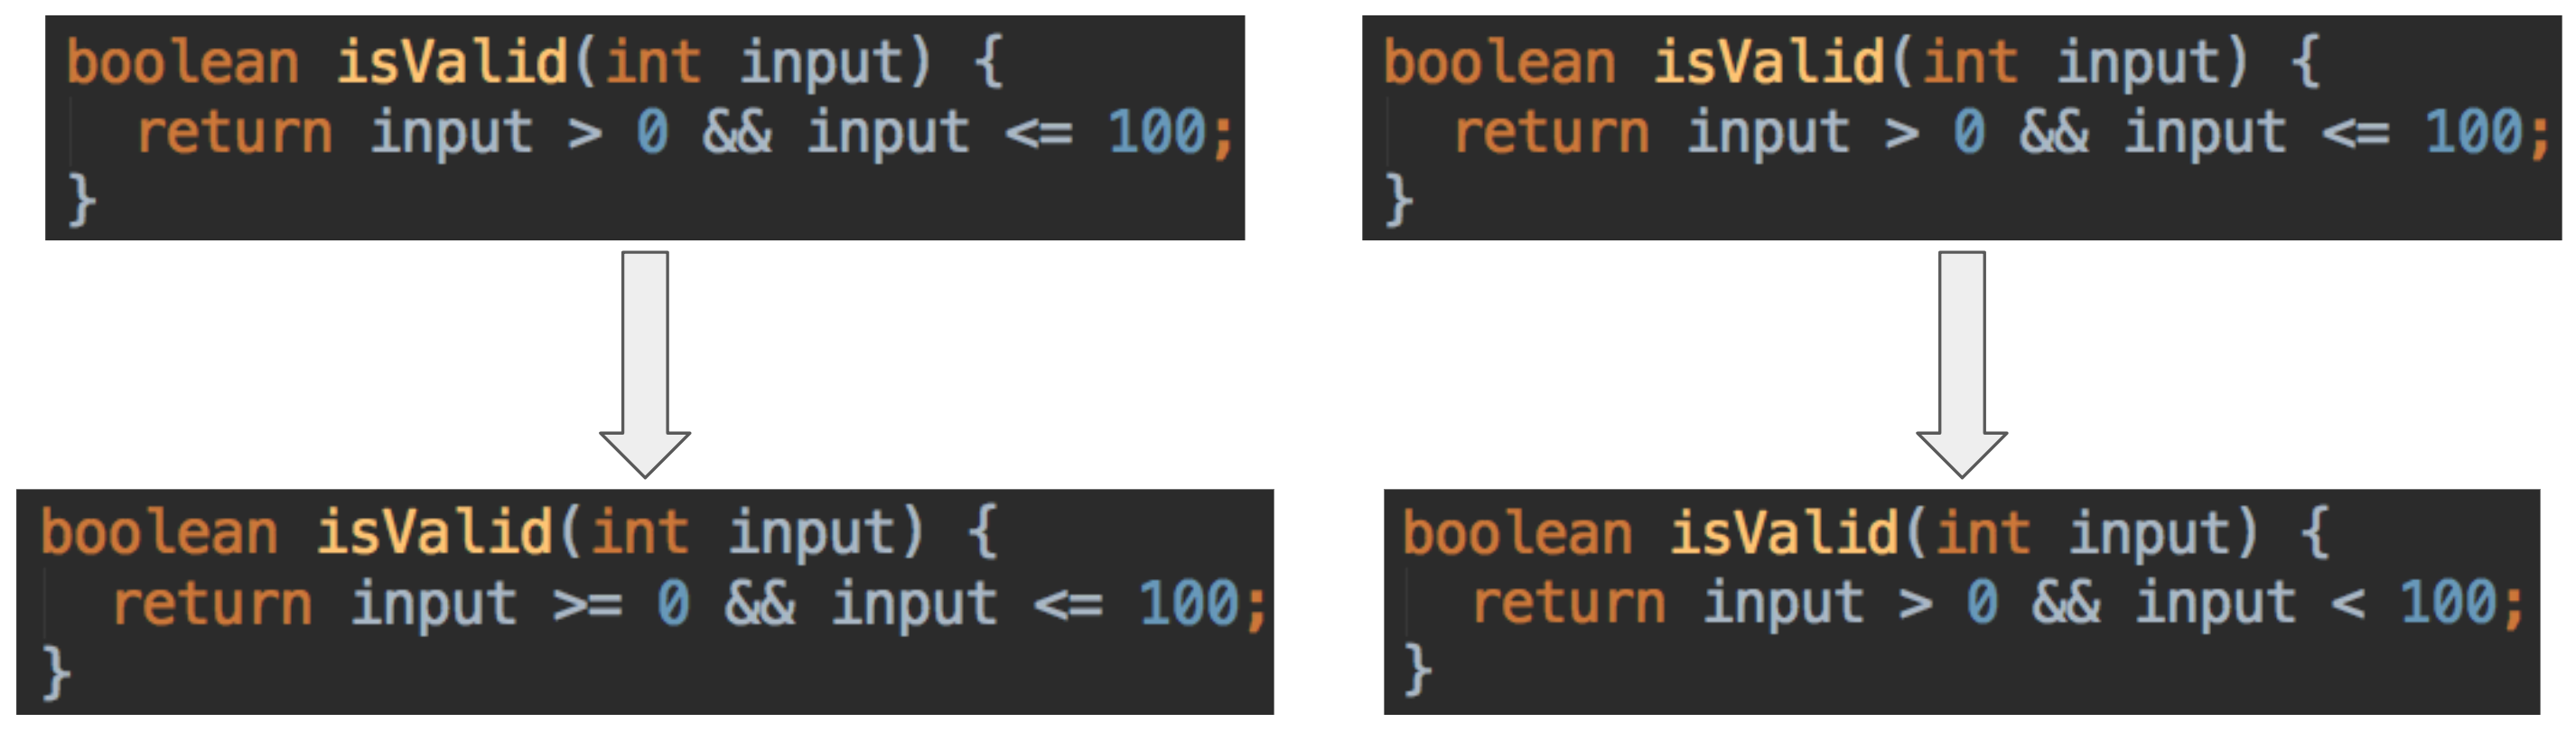 boolean isValid(int input) {
  return input > 0 && input <= 100;
}
boolean isValid(int input) {
  return input > 0 && input <= 100;
}
boolean isValid(int input) {
  return input >= 0 && input <= 100;
}
boolean isValid(int input) {
  return input > 0 && input < 100;
}